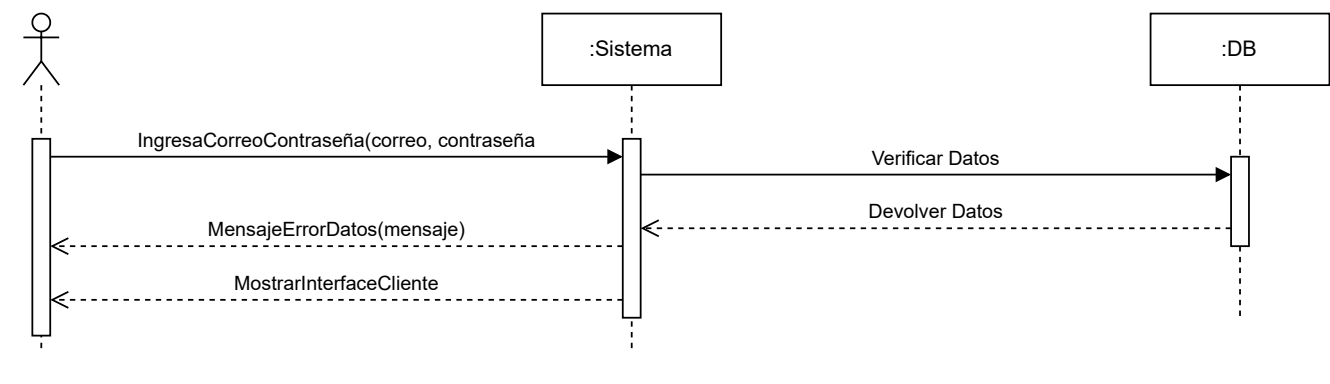 :Sistema
:DB
IngresaCorreoContraseña(correo, contraseña
Verificar Datos
Devolver Datos
MensajeErrorDatos(mensaje)
MostrarInterfaceCliente